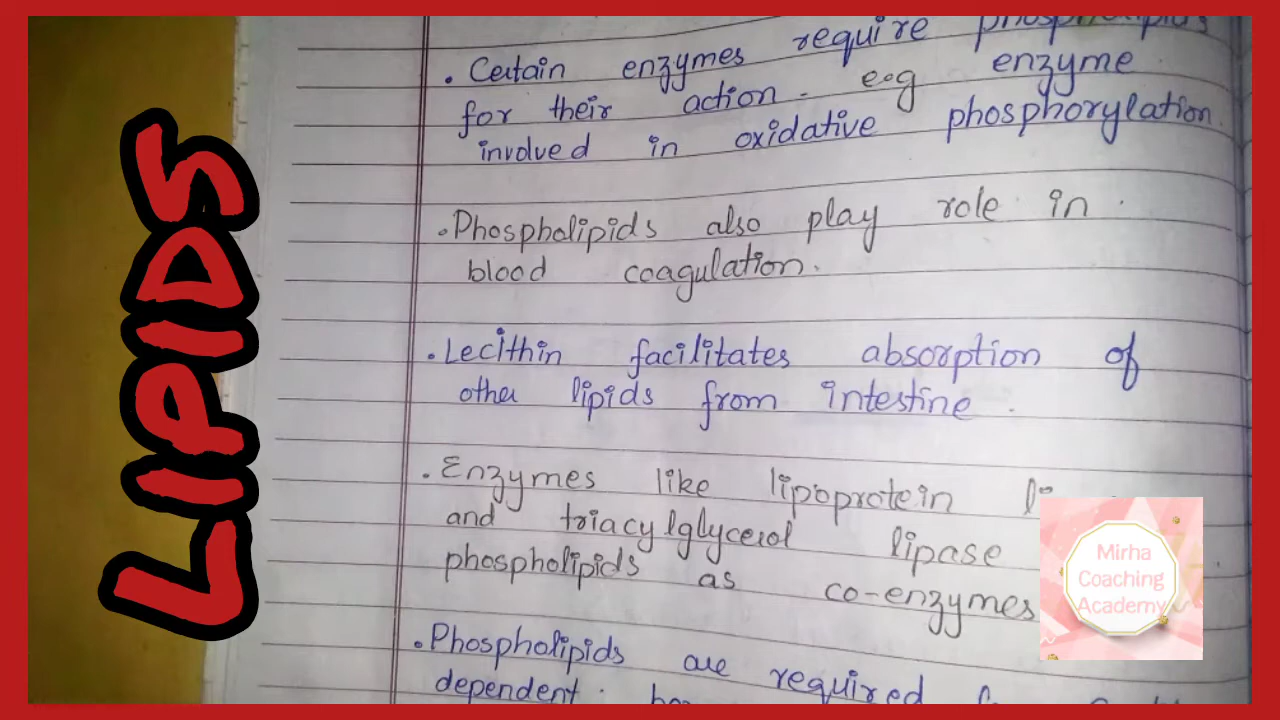 LIPIDS
• Certain enzymes require phospholipids
for their action. e.g enzyme
involved in oxidative phosphorylation.
• Phospholipids also play role in
blood coagulation.
• Lecithin facilitates absorption of
other lipids from intestine.
• Enzymes like lipoprotein
and triacylglycerol lipase
phospholipids as co-enzymes
• Phospholipids are required
dependent
Mirha
Coaching
Academy